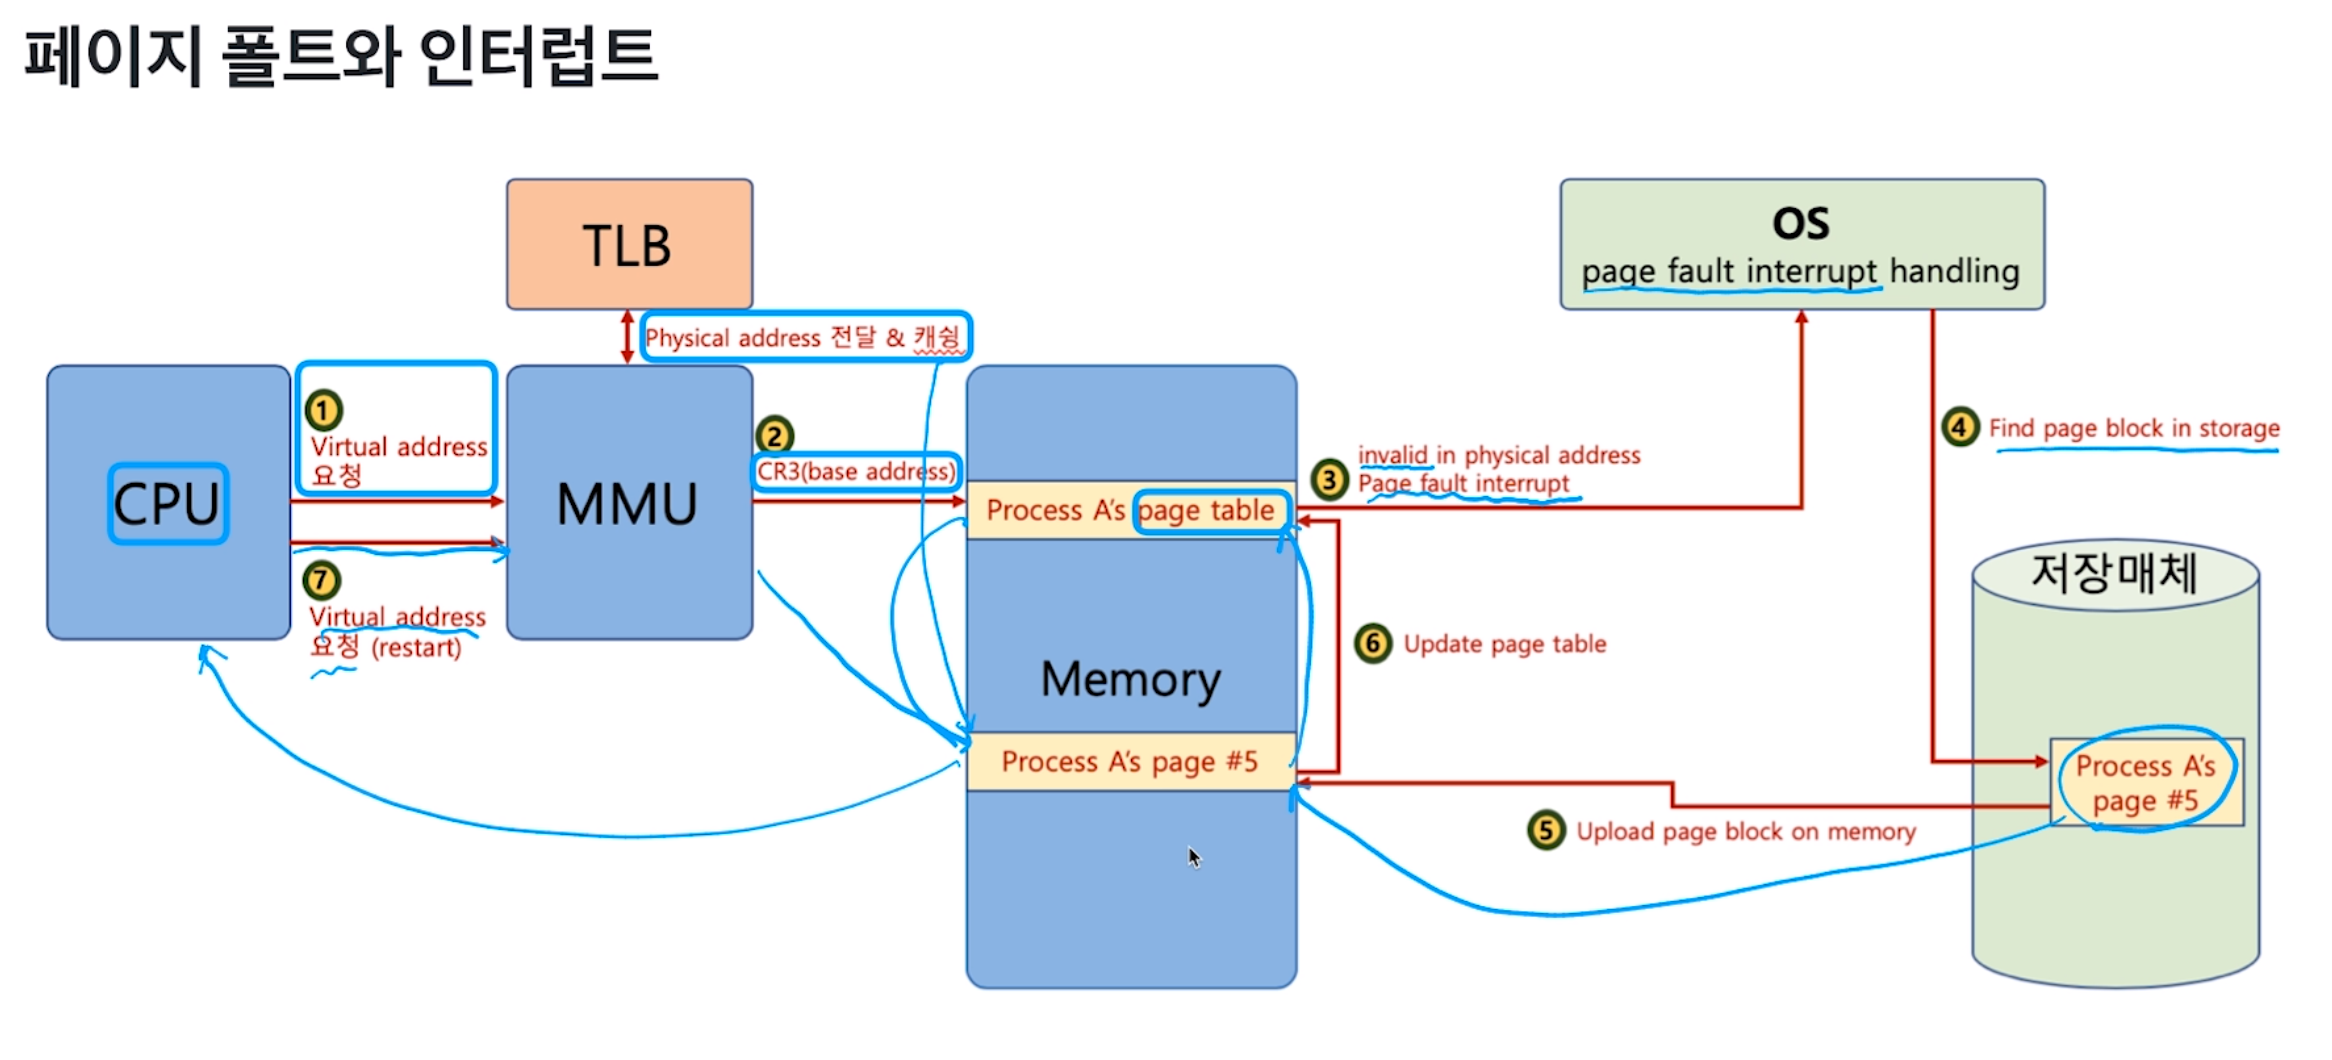 페이지 폴트와 인터럽트
TLB
OS
page fault interrupt handling
Physical address 전달 & 캐슁
CPU
1
Virtual address
요청
MMU
2
CR3(base address)
Process A's page table
3
invalid in physical address
Page fault interrupt
4
Find page block in storage
7
Virtual address
요청 (restart)
Memory
6
Update page table
저장매체
Process A's page #5
Process A's
page #5
5
Upload page block on memory